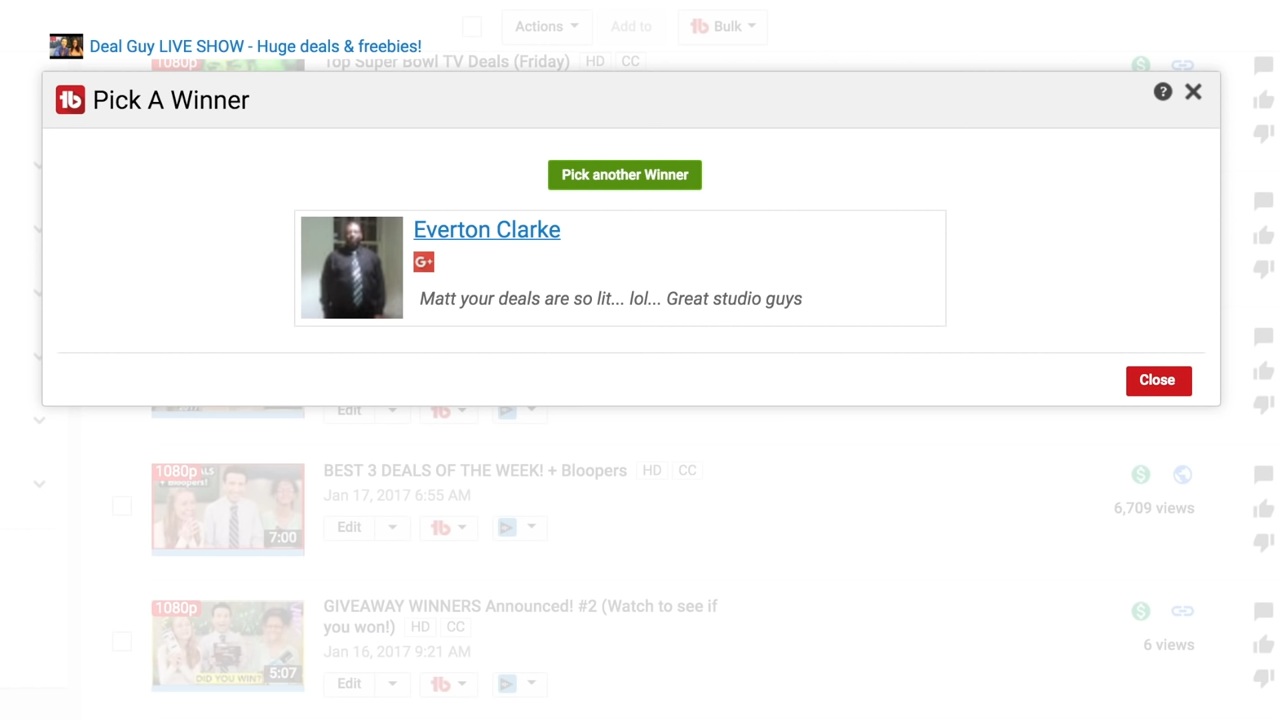 Actions
Add to
Bulk
Deal Guy LIVE SHOW - Huge deals & freebies!
1080p
Top Super Bowl TV Deals (Friday) HD CC
Pick A Winner
Pick another Winner
Everton Clarke
G+
Matt your deals are so lit... lol... Great studio guys
Close
Edit
1080p
7:00
BEST 3 DEALS OF THE WEEK! + Bloopers HD CC
Jan 17, 2017 6:55 AM
6,709 views
Edit
1080p
DID YOU WIN?
5:07
GIVEAWAY WINNERS Announced! #2 (Watch to see if
you won!) HD CC
Jan 16, 2017 9:21 AM
6 views
Edit